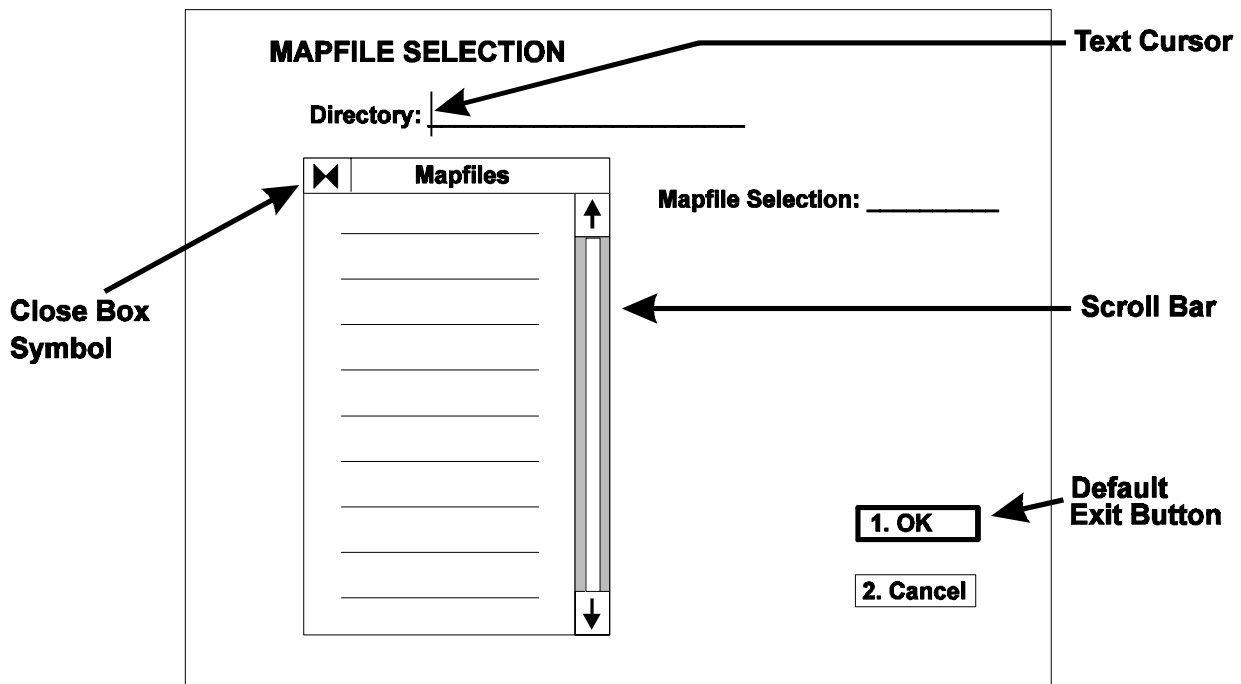 MAPFILE SELECTION
Text Cursor
Directory:
Mapfiles
Mapfile Selection:
Close Box
Symbol
Scroll Bar
Default
Exit Button
1. OK
2. Cancel